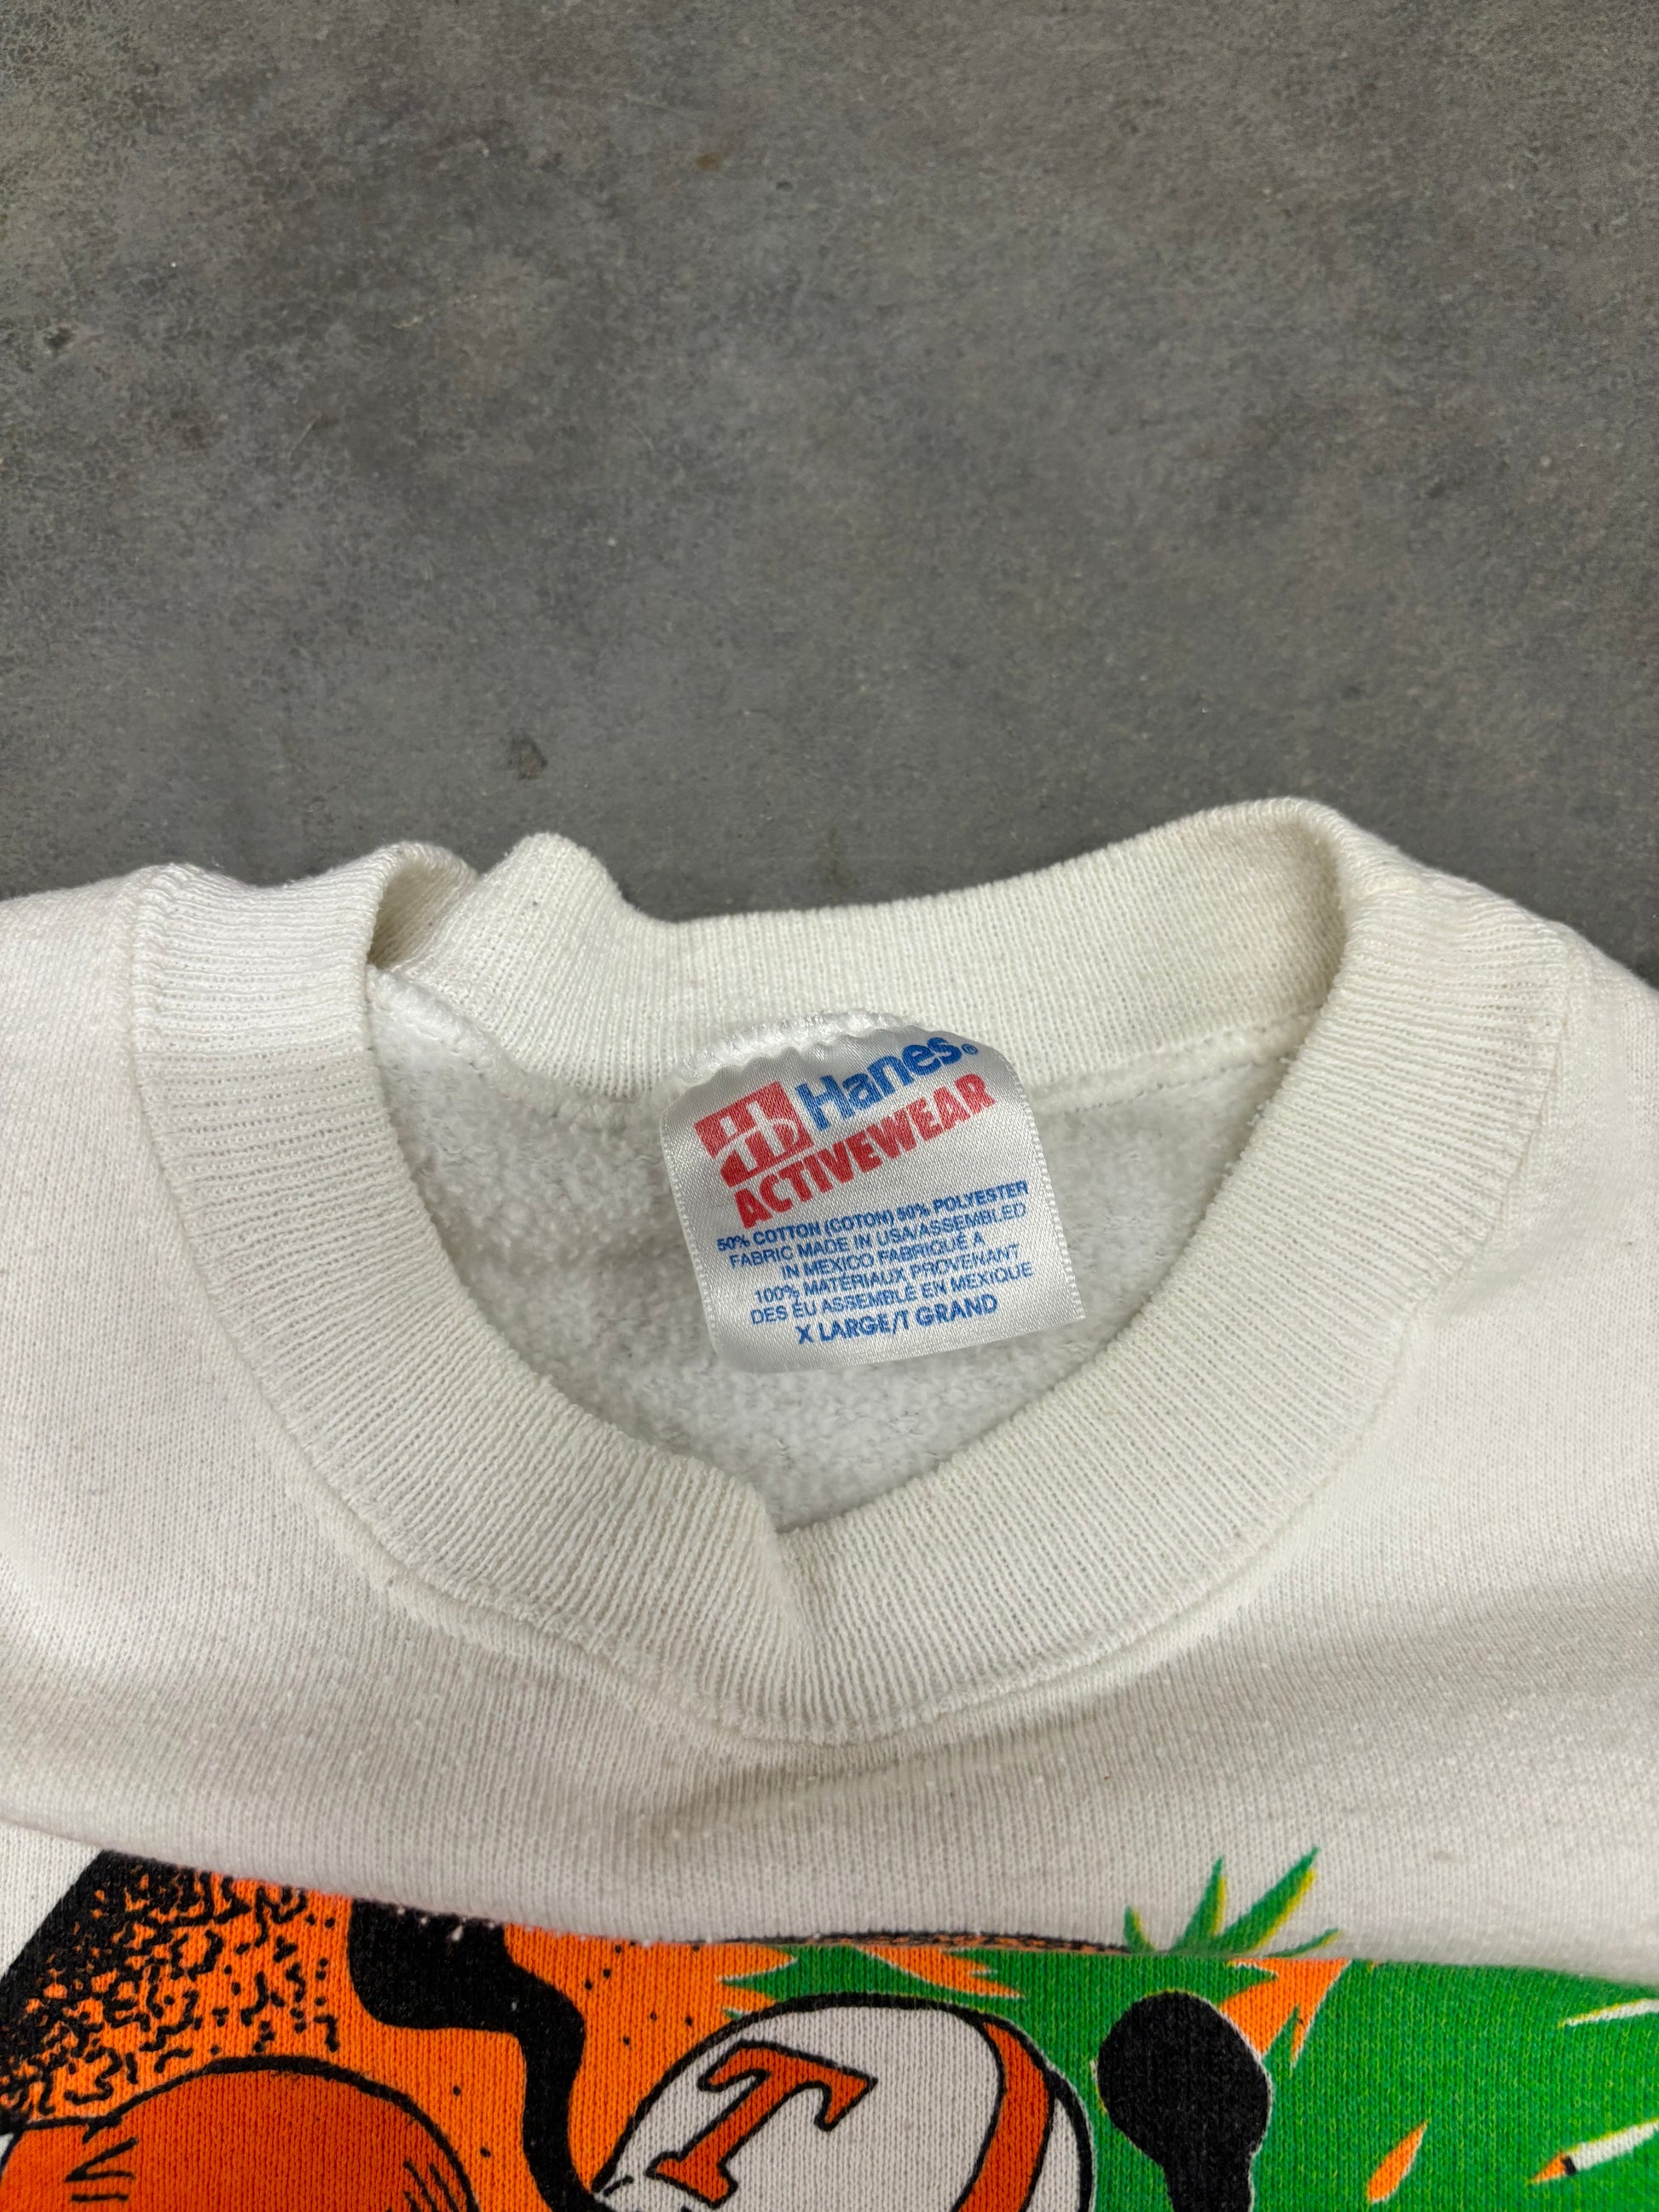 Hanes®
ACTIVEWEAR
50% COTTON (COTON) 50% POLYESTER
FABRIC MADE IN USA/ASSEMBLED
IN MEXICO FABRIQUÉ À
100% MATÉRIAUX PROVENANT
DES ÉU ASSEMBLÉ EN MEXIQUE
X LARGE/T GRAND
T